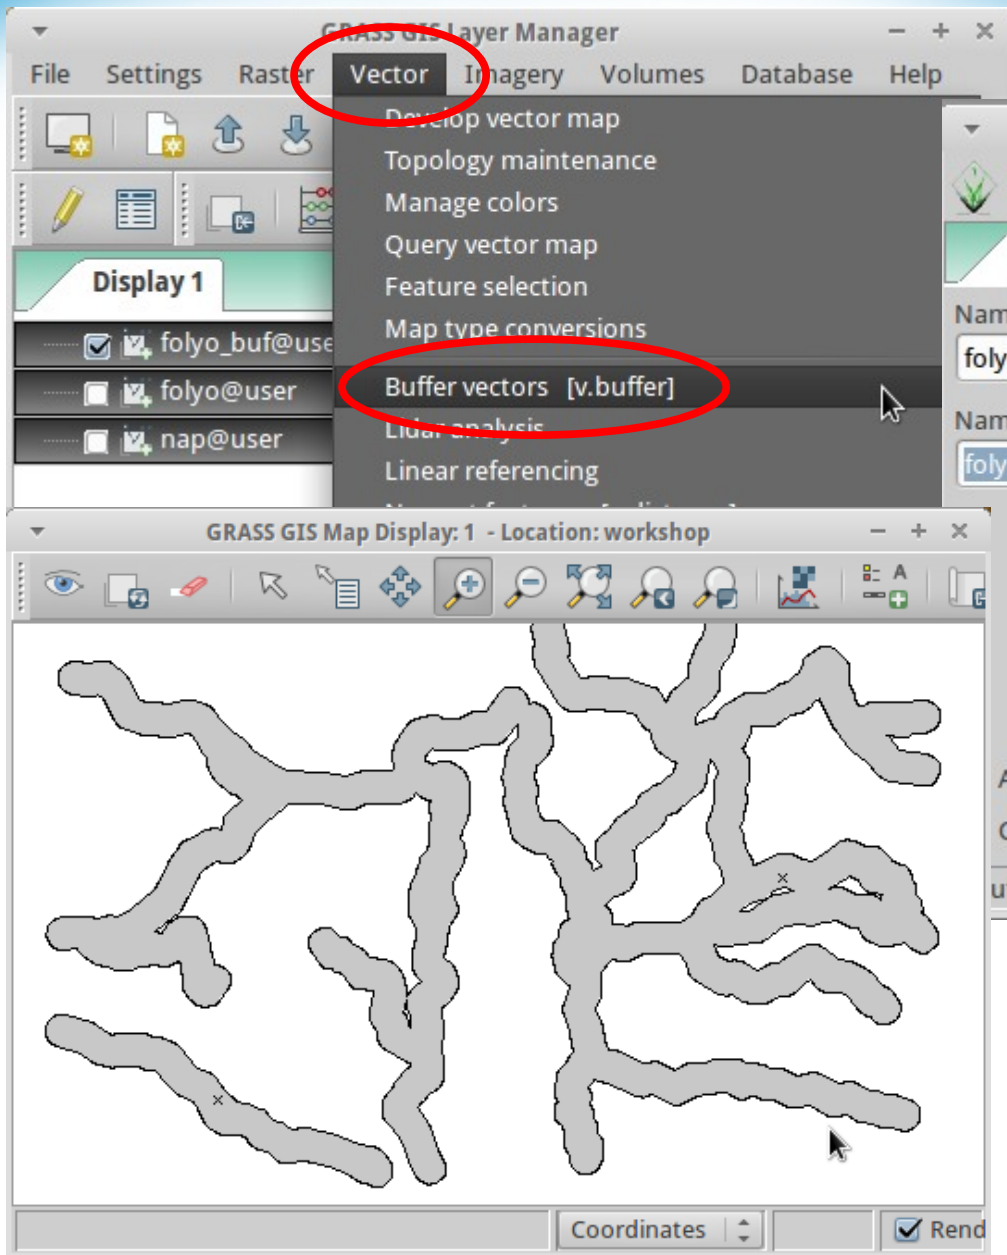 GRASS GIS Layer Manager
File Settings Raster Vector Imagery Volumes Database Help
Develop vector map
Topology maintenance
Manage colors
Query vector map
Feature selection
Map type conversions
Buffer vectors [v.buffer]
Lidar analysis
Linear referencing
Display 1
folyo_buf@use
folyo@user
nap@user
Nam
foly
Nam
foly
GRASS GIS Map Display: 1 - Location: workshop
A
Coordinates
Rend